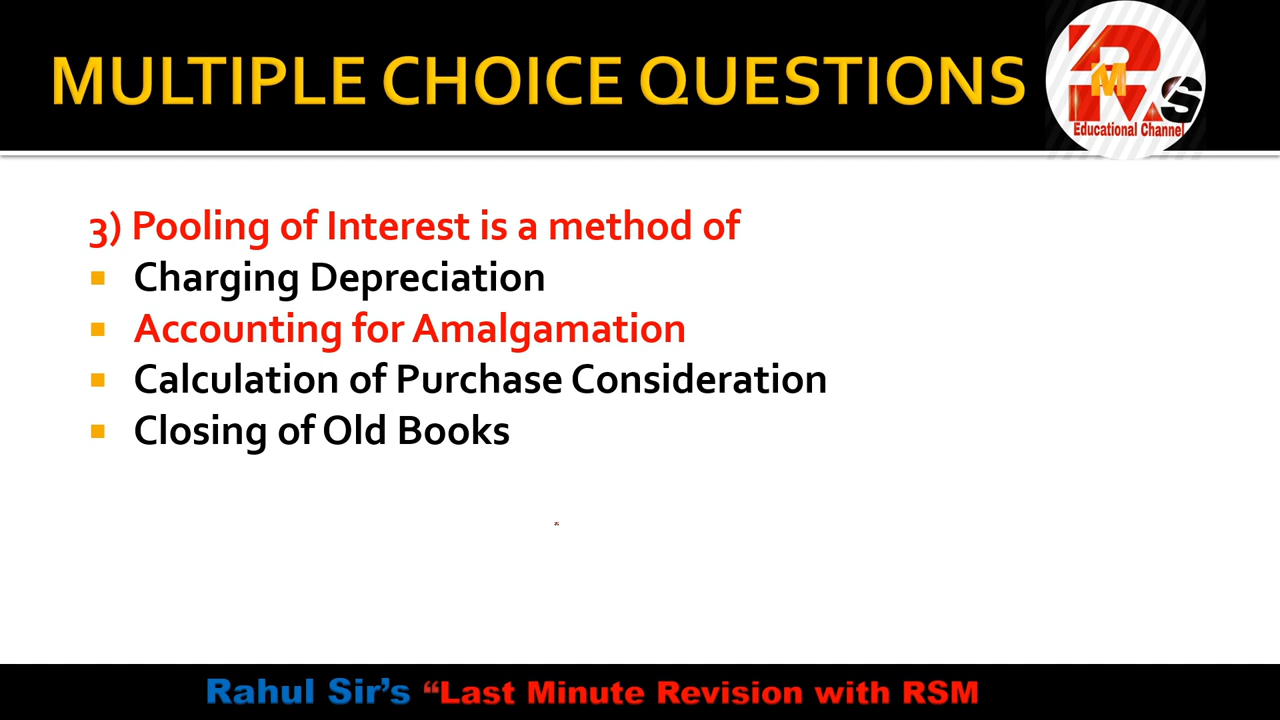 MULTIPLE CHOICE QUESTIONS
RMS
Educational Channel
3) Pooling of Interest is a method of
Charging Depreciation
Accounting for Amalgamation
Calculation of Purchase Consideration
Closing of Old Books
Rahul Sir's “Last Minute Revision with RSM